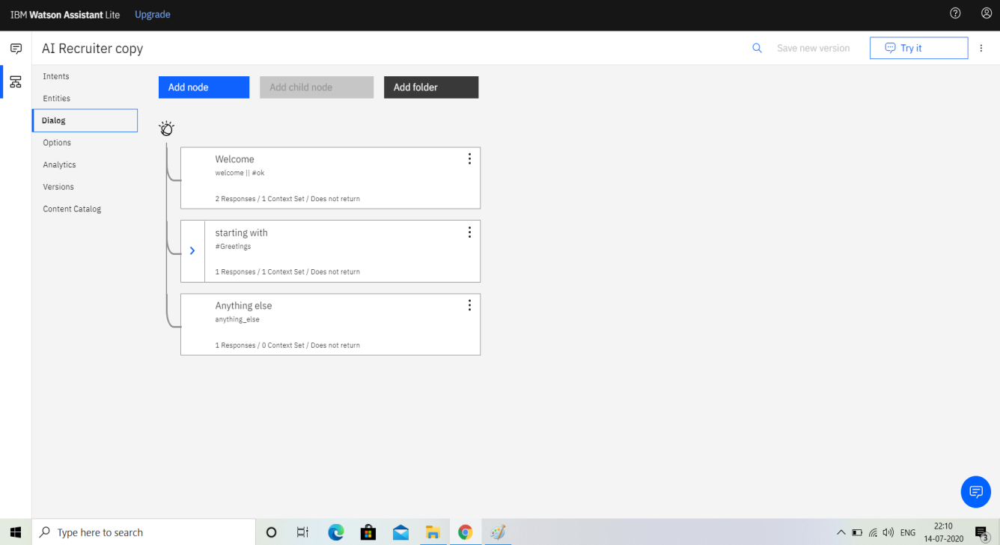 IBM Watson Assistant Lite Upgrade
AI Recruiter copy
Save new version
Try it
Intents
Entities
Dialog
Options
Analytics
Versions
Content Catalog
Add node
Add child node
Add folder
Welcome
welcome || #ok
2 Responses / 1 Context Set / Does not return
starting with
#Greetings
1 Responses / 1 Context Set / Does not return
Anything else
anything_else
1 Responses / 0 Context Set / Does not return
Type here to search
ENG
22:10
14-07-2020
3